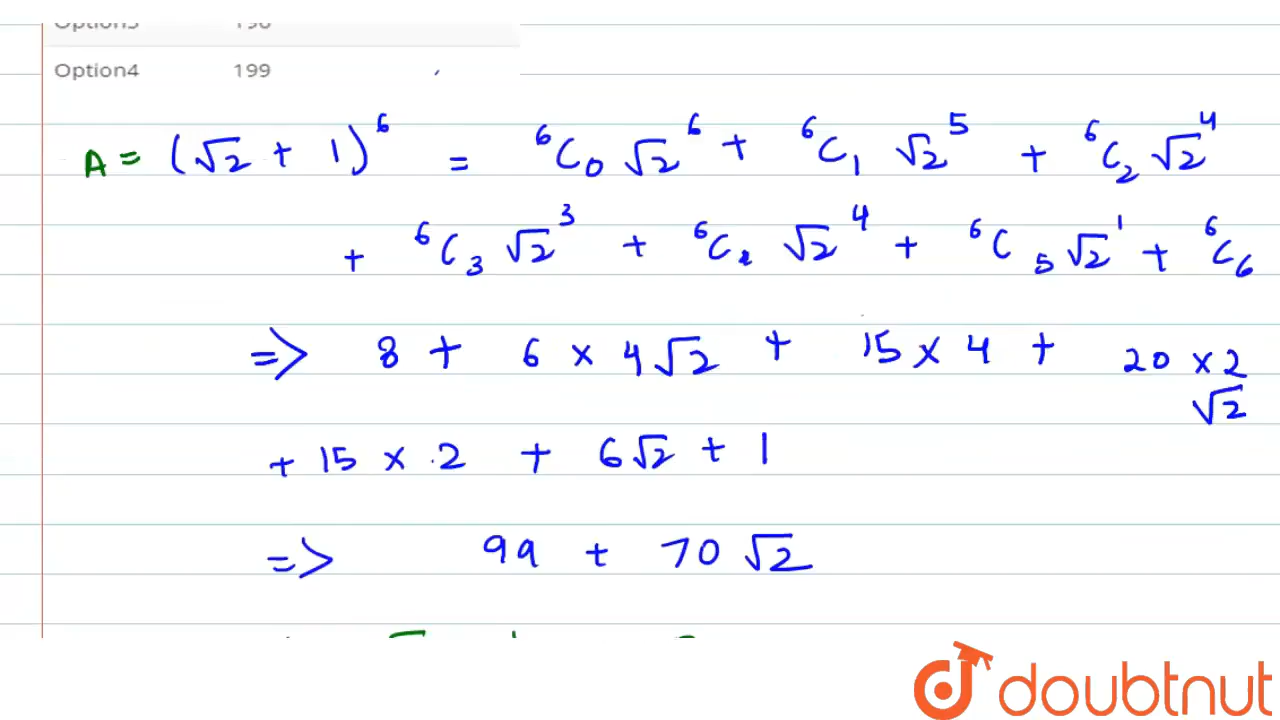 Option4 199
A = (√2 + 1)^6 = ^6C_0 √2^6 + ^6C_1 √2^5 + ^6C_2 √2^4
+ ^6C_3 √2^3 + ^6C_2 √2^4 + ^6C_5 √2^1 + ^6C_6
=> 8 + 6 × 4√2 + 15 × 4 + 20 × 2
√2
+ 15 × 2 + 6√2 + 1
=> 99 + 70 √2
doubtnut